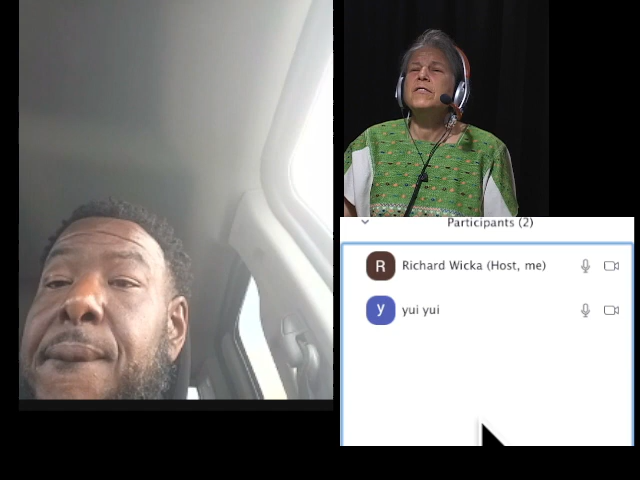 Participants (2)
R Richard Wicka (Host, me)
y yui yui